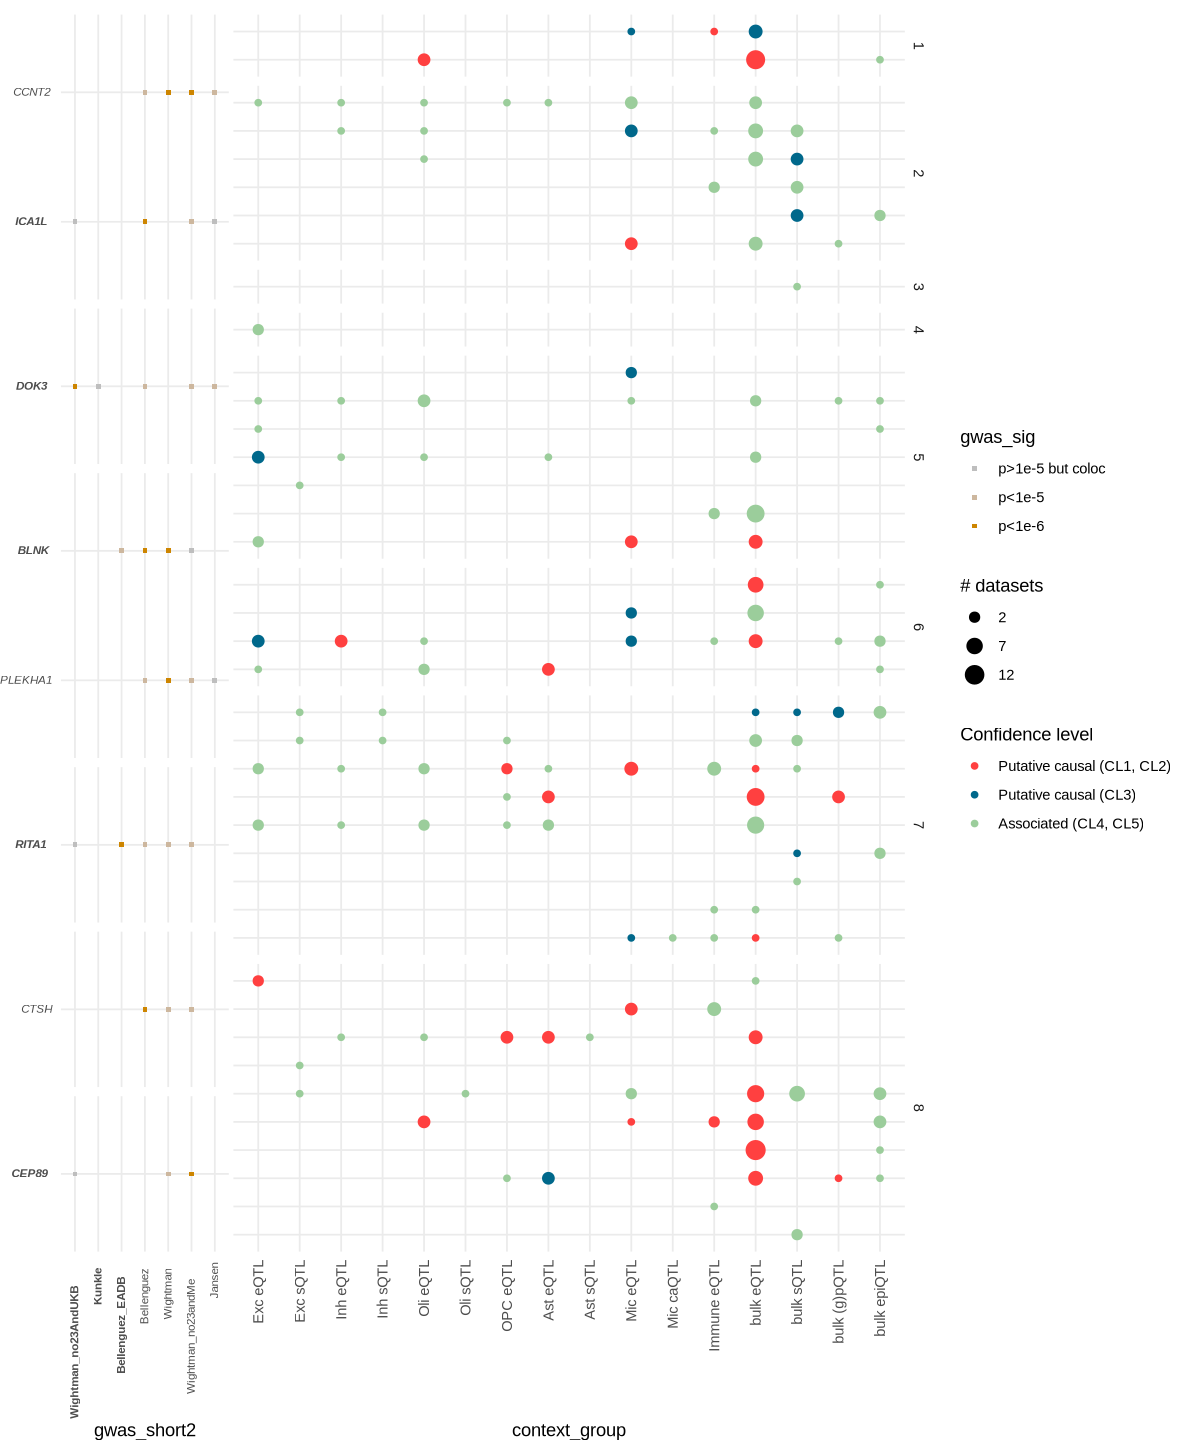 CCNT2
ICA1L
DOK3
BLNK
PLEKHA1
RITA1
CTSH
CEP89
1
2
3
4
5
6
7
8
gwas_sig
p>1e-5 but coloc
p<1e-5
p<1e-6
# datasets
2
7
12
Confidence level
Putative causal (CL1, CL2)
Putative causal (CL3)
Associated (CL4, CL5)
Wightman_no23AndUKB
Kunkle
Bellenguez_EADB
Bellenguez
Wightman
Wightman_no23andMe
Jansen
Exc eQTL
Exc sQTL
Inh eQTL
Inh sQTL
Oli eQTL
Oli sQTL
OPC eQTL
Ast eQTL
Ast sQTL
Mic eQTL
Mic caQTL
Immune eQTL
bulk eQTL
bulk sQTL
bulk (g)pQTL
bulk epiQTL
gwas_short2
context_group